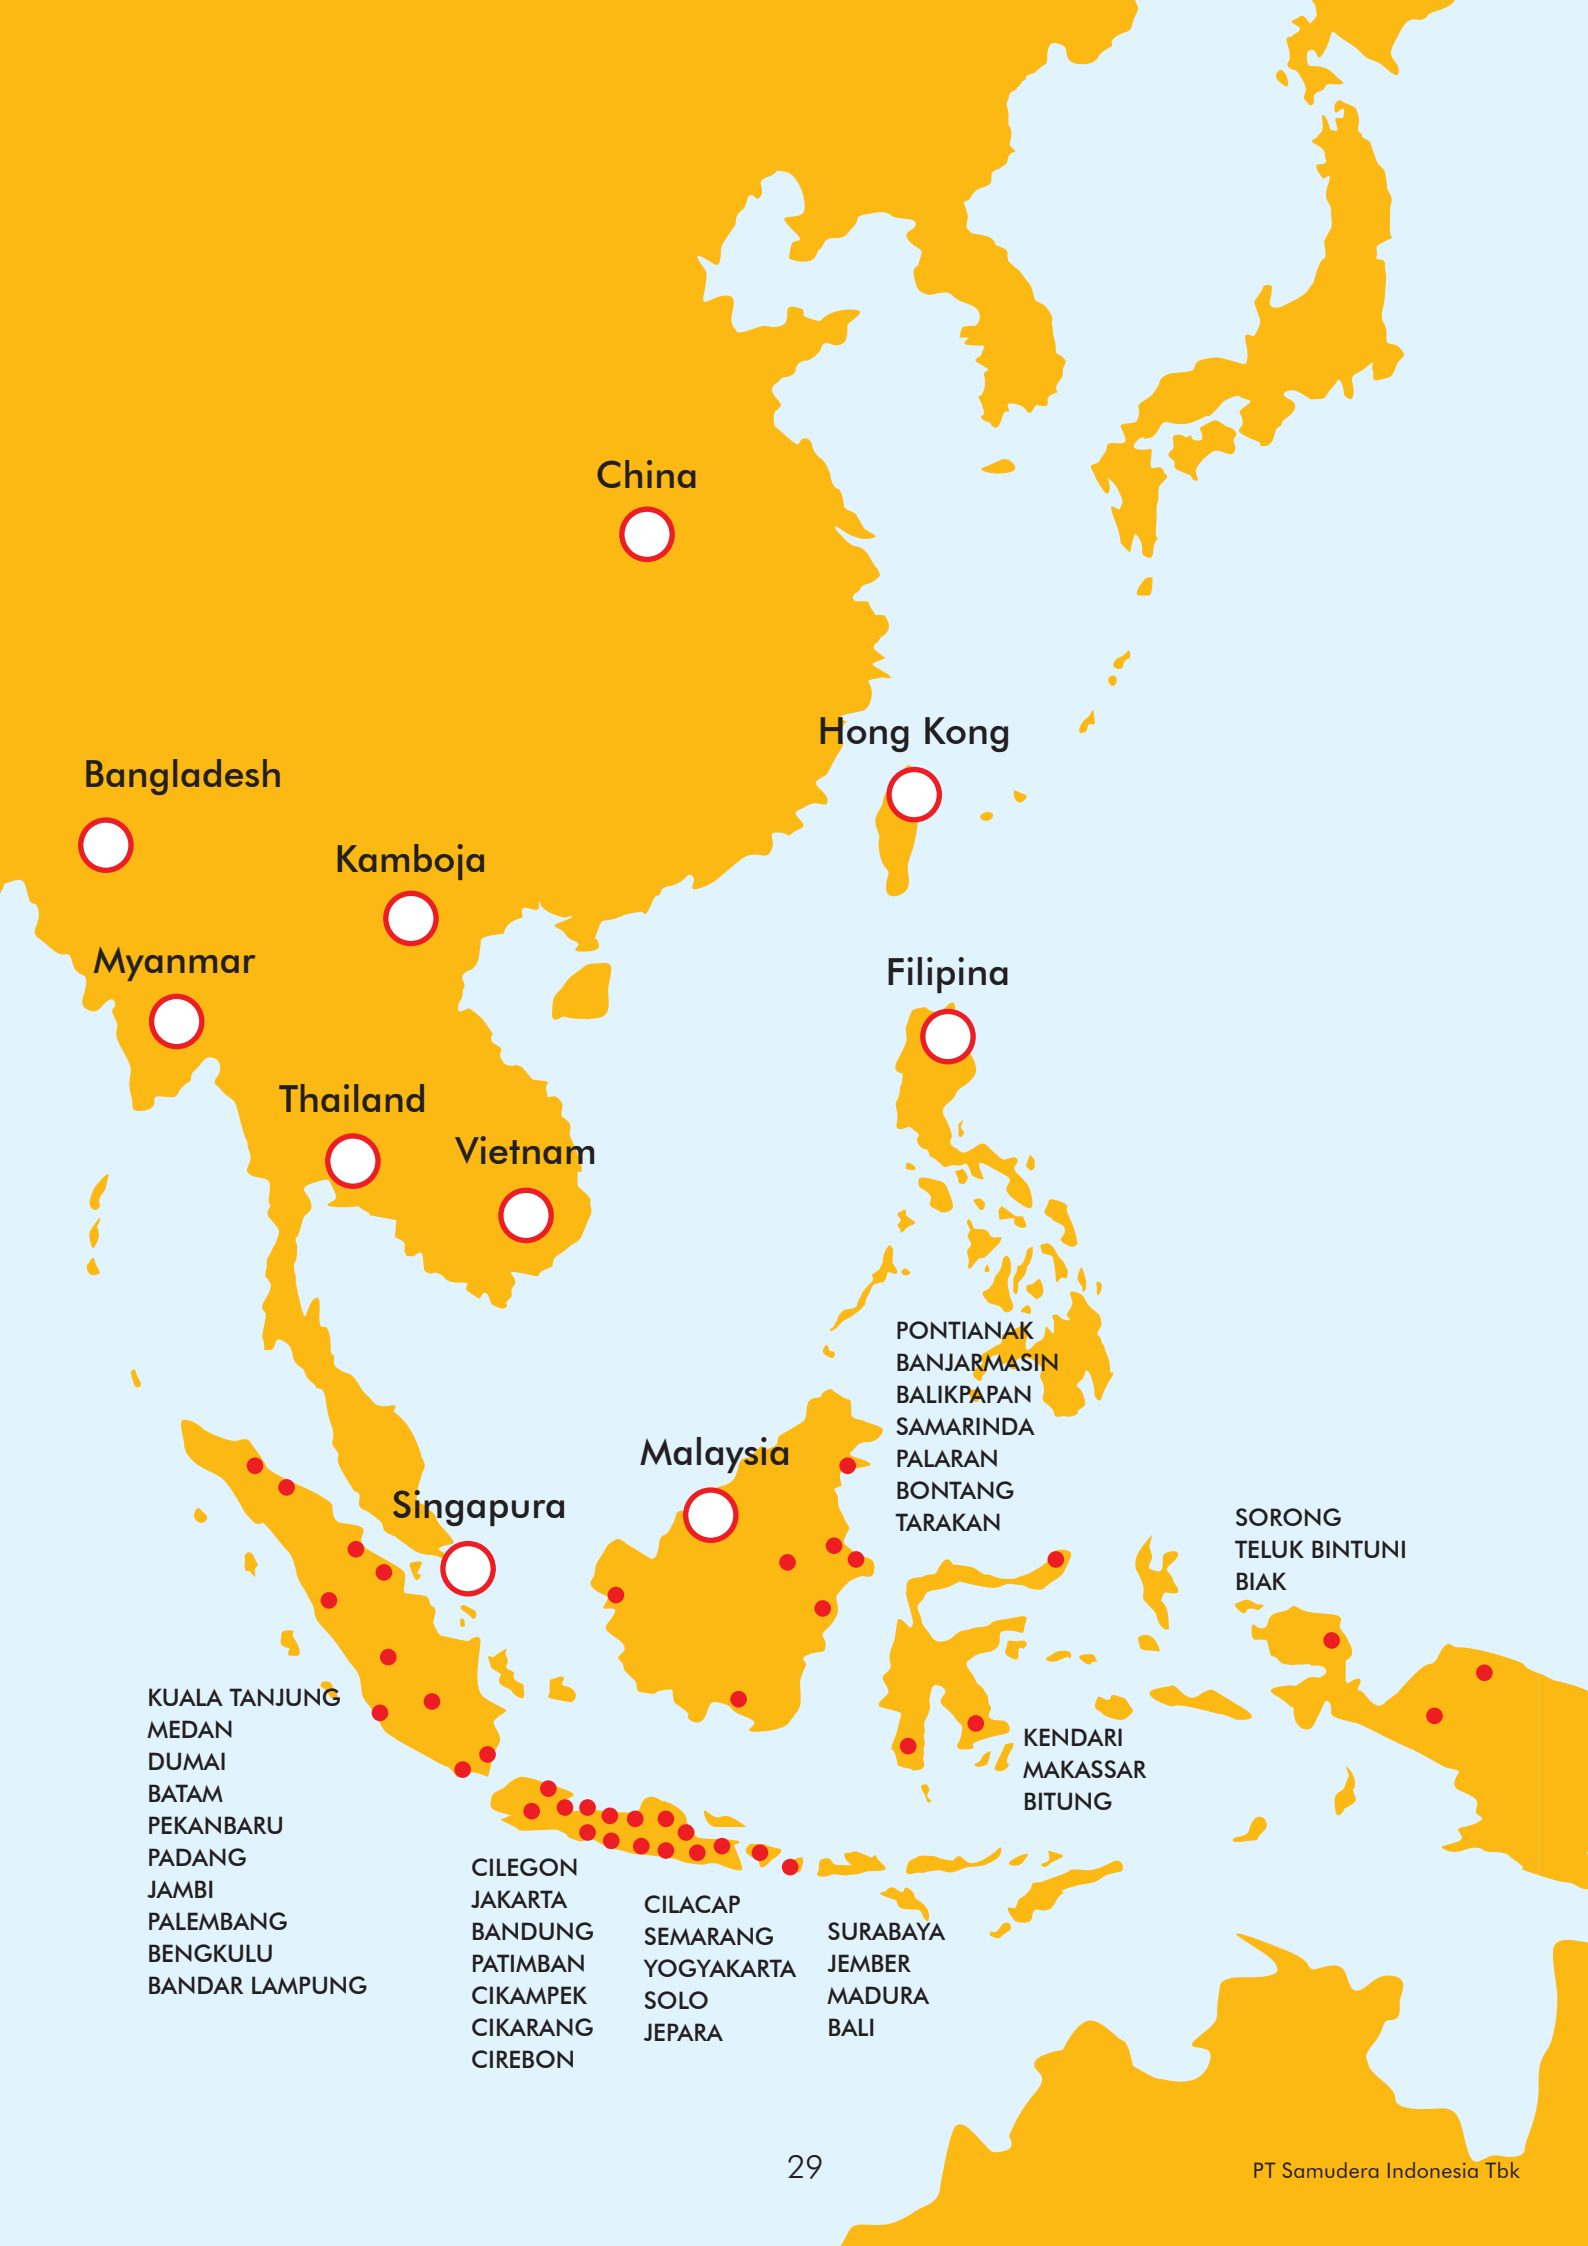 China
Hong Kong
Bangladesh
Kamboja
Myanmar
Filipina
Thailand
Vietnam
PONTIANAK
BANJARMASIN
BALIKPAPAN
SAMARINDA
PALARAN
BONTANG
TARAKAN
Malaysia
Singapura
SORONG
TELUK BINTUNI
BIAK
KUALA TANJUNG
MEDAN
DUMAI
BATAM
PEKANBARU
PADANG
JAMBI
PALEMBANG
BENGKULU
BANDAR LAMPUNG
KENDARI
MAKASSAR
BITUNG
CILEGON
JAKARTA
BANDUNG
PATIMBAN
CIKAMPEK
CIKARANG
CIREBON
CILACAP
SEMARANG
YOGYAKARTA
SOLO
JEPARA
SURABAYA
JEMBER
MADURA
BALI
29
PT Samudera Indonesia Tbk